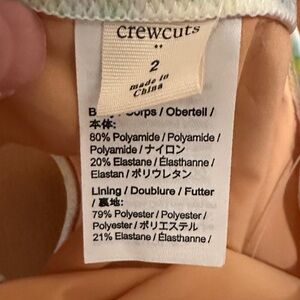 crewcuts
2
made in
China
Corps / Oberteil /
本体:
80% Polyamide / Polyamide /
Polyamide / ナイロン
20% Elastane / Élasthanne /
Elastan / ポリウレタン
Lining / Doublure / Futter
/ 裏地:
79% Polyester / Polyester /
Polyester / ポリエステル
21% Elastane / Élasthanne /